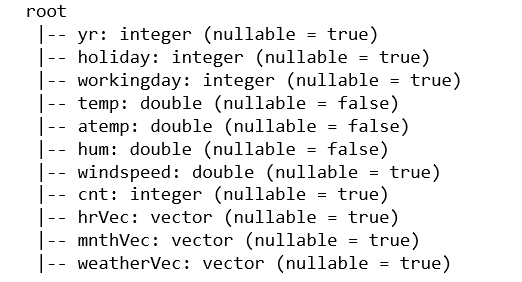 root
 |-- yr: integer (nullable = true)
 |-- holiday: integer (nullable = true)
 |-- workingday: integer (nullable = true)
 |-- temp: double (nullable = false)
 |-- atemp: double (nullable = false)
 |-- hum: double (nullable = false)
 |-- windspeed: double (nullable = true)
 |-- cnt: integer (nullable = true)
 |-- hrVec: vector (nullable = true)
 |-- mnthVec: vector (nullable = true)
 |-- weatherVec: vector (nullable = true)